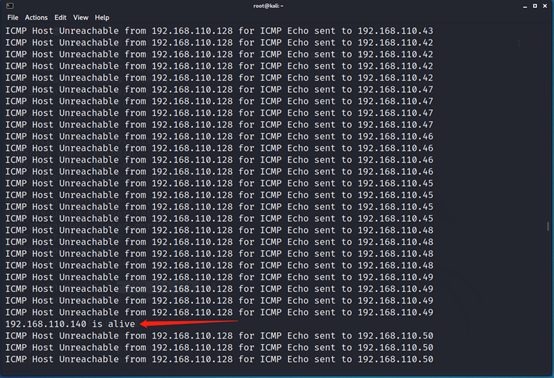 root@kali: ~
File Actions Edit View Help
ICMP Host Unreachable from 192.168.110.128 for ICMP Echo sent to 192.168.110.43
ICMP Host Unreachable from 192.168.110.128 for ICMP Echo sent to 192.168.110.42
ICMP Host Unreachable from 192.168.110.128 for ICMP Echo sent to 192.168.110.42
ICMP Host Unreachable from 192.168.110.128 for ICMP Echo sent to 192.168.110.42
ICMP Host Unreachable from 192.168.110.128 for ICMP Echo sent to 192.168.110.42
ICMP Host Unreachable from 192.168.110.128 for ICMP Echo sent to 192.168.110.47
ICMP Host Unreachable from 192.168.110.128 for ICMP Echo sent to 192.168.110.47
ICMP Host Unreachable from 192.168.110.128 for ICMP Echo sent to 192.168.110.47
ICMP Host Unreachable from 192.168.110.128 for ICMP Echo sent to 192.168.110.47
ICMP Host Unreachable from 192.168.110.128 for ICMP Echo sent to 192.168.110.46
ICMP Host Unreachable from 192.168.110.128 for ICMP Echo sent to 192.168.110.46
ICMP Host Unreachable from 192.168.110.128 for ICMP Echo sent to 192.168.110.46
ICMP Host Unreachable from 192.168.110.128 for ICMP Echo sent to 192.168.110.46
ICMP Host Unreachable from 192.168.110.128 for ICMP Echo sent to 192.168.110.45
ICMP Host Unreachable from 192.168.110.128 for ICMP Echo sent to 192.168.110.45
ICMP Host Unreachable from 192.168.110.128 for ICMP Echo sent to 192.168.110.45
ICMP Host Unreachable from 192.168.110.128 for ICMP Echo sent to 192.168.110.45
ICMP Host Unreachable from 192.168.110.128 for ICMP Echo sent to 192.168.110.48
ICMP Host Unreachable from 192.168.110.128 for ICMP Echo sent to 192.168.110.48
ICMP Host Unreachable from 192.168.110.128 for ICMP Echo sent to 192.168.110.48
ICMP Host Unreachable from 192.168.110.128 for ICMP Echo sent to 192.168.110.48
ICMP Host Unreachable from 192.168.110.128 for ICMP Echo sent to 192.168.110.49
ICMP Host Unreachable from 192.168.110.128 for ICMP Echo sent to 192.168.110.49
ICMP Host Unreachable from 192.168.110.128 for ICMP Echo sent to 192.168.110.49
ICMP Host Unreachable from 192.168.110.128 for ICMP Echo sent to 192.168.110.49
192.168.110.140 is alive
ICMP Host Unreachable from 192.168.110.128 for ICMP Echo sent to 192.168.110.50
ICMP Host Unreachable from 192.168.110.128 for ICMP Echo sent to 192.168.110.50
ICMP Host Unreachable from 192.168.110.128 for ICMP Echo sent to 192.168.110.50